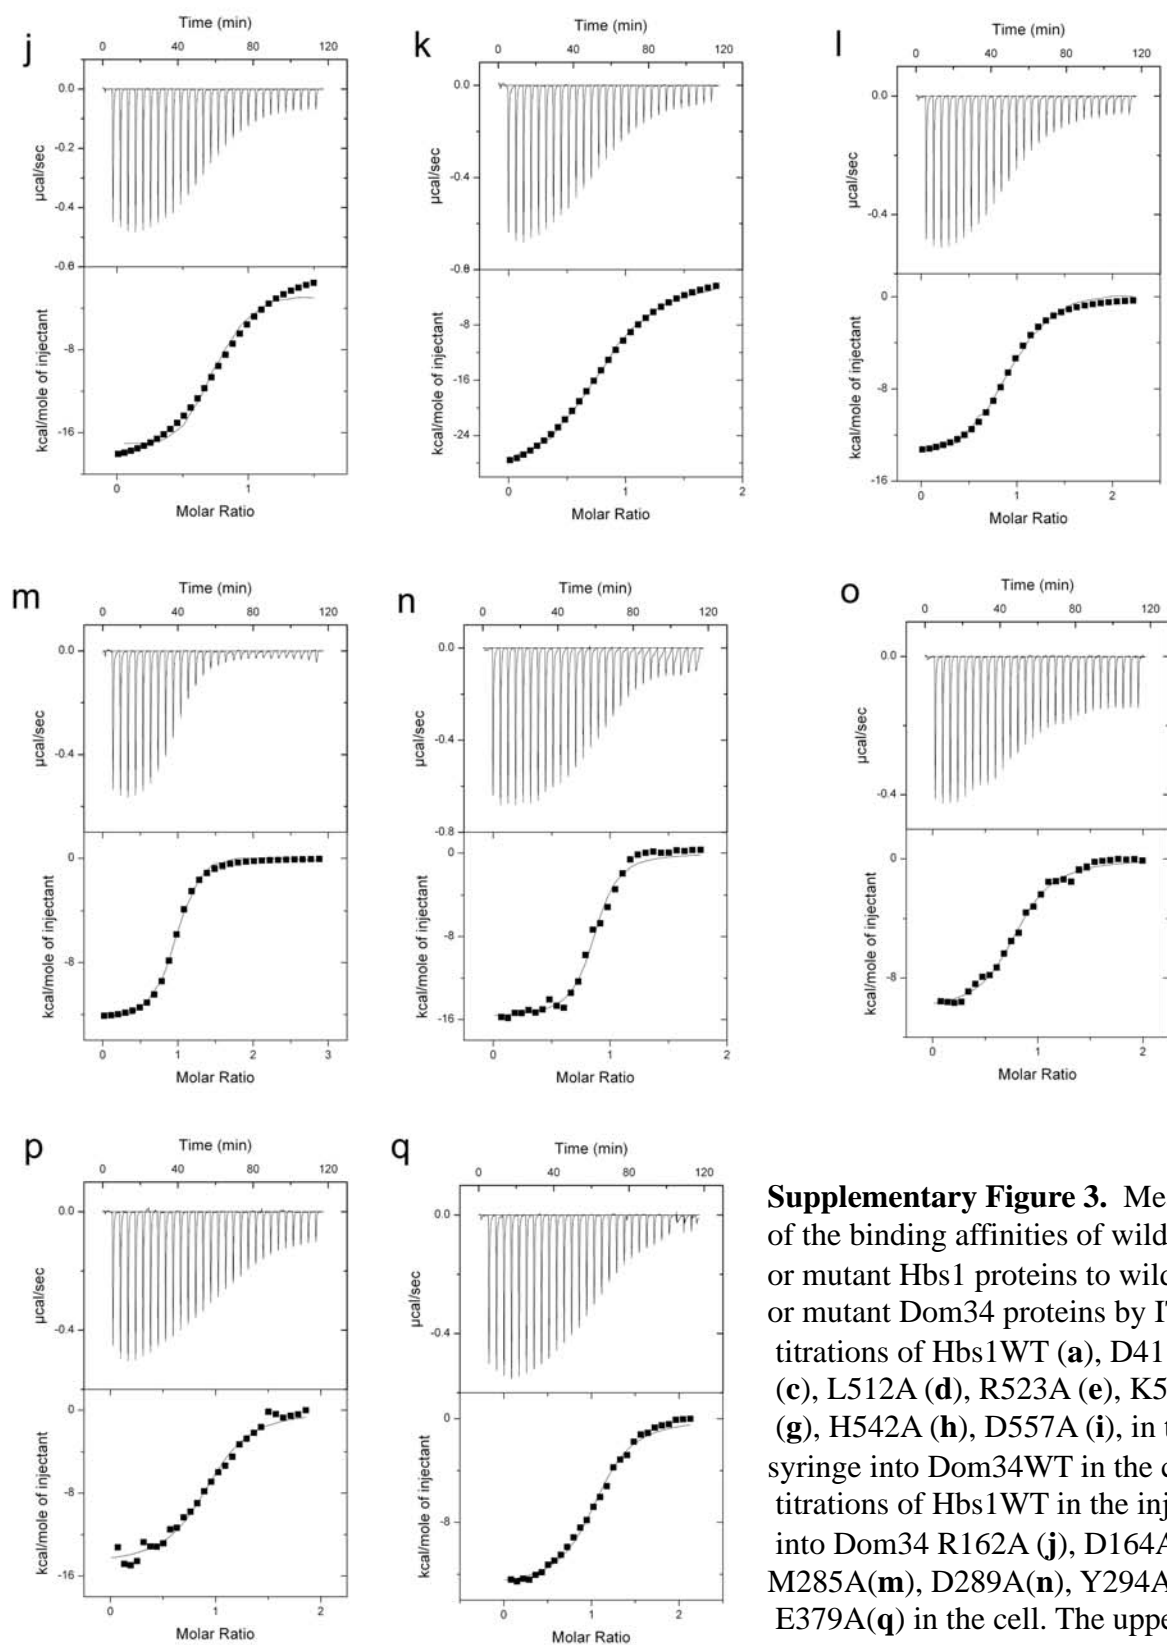 j
Time (min)
0 40 80 120
0.0
-0.2
-0.4
µcal/sec
-8
-16
kcal/mole of injectant
0 1
Molar Ratio
k
Time (min)
0 40 80 120
0.0
-0.4
-0.8
µcal/sec
-8
-16
-24
kcal/mole of injectant
0 1 2
Molar Ratio
l
Time (min)
0 40 80 120
0.0
-0.4
µcal/sec
0
-8
-16
kcal/mole of injectant
0 1 2
Molar Ratio
m
Time (min)
0 40 80 120
0.0
-0.4
µcal/sec
0
-8
kcal/mole of injectant
0 1 2 3
Molar Ratio
n
Time (min)
0 40 80 120
0.0
-0.4
-0.8
µcal/sec
0
-8
-16
kcal/mole of injectant
0 1 2
Molar Ratio
o
Time (min)
0 40 80 120
0.0
-0.4
µcal/sec
0
-8
kcal/mole of injectant
0 1 2
Molar Ratio
p
Time (min)
0 40 80 120
0.0
-0.4
µcal/sec
0
-8
-16
kcal/mole of injectant
0 1 2
Molar Ratio
q
Time (min)
0 40 80 120
0.0
-0.4
µcal/sec
0
-8
kcal/mole of injectant
0 1 2
Molar Ratio
Supplementary Figure 3. Me
of the binding affinities of wild
or mutant Hbs1 proteins to wild
or mutant Dom34 proteins by I
titrations of Hbs1WT (a), D41
(c), L512A (d), R523A (e), K5
(g), H542A (h), D557A (i), in t
syringe into Dom34WT in the c
titrations of Hbs1WT in the inj
into Dom34 R162A (j), D164A
M285A(m), D289A(n), Y294A
E379A(q) in the cell. The uppe